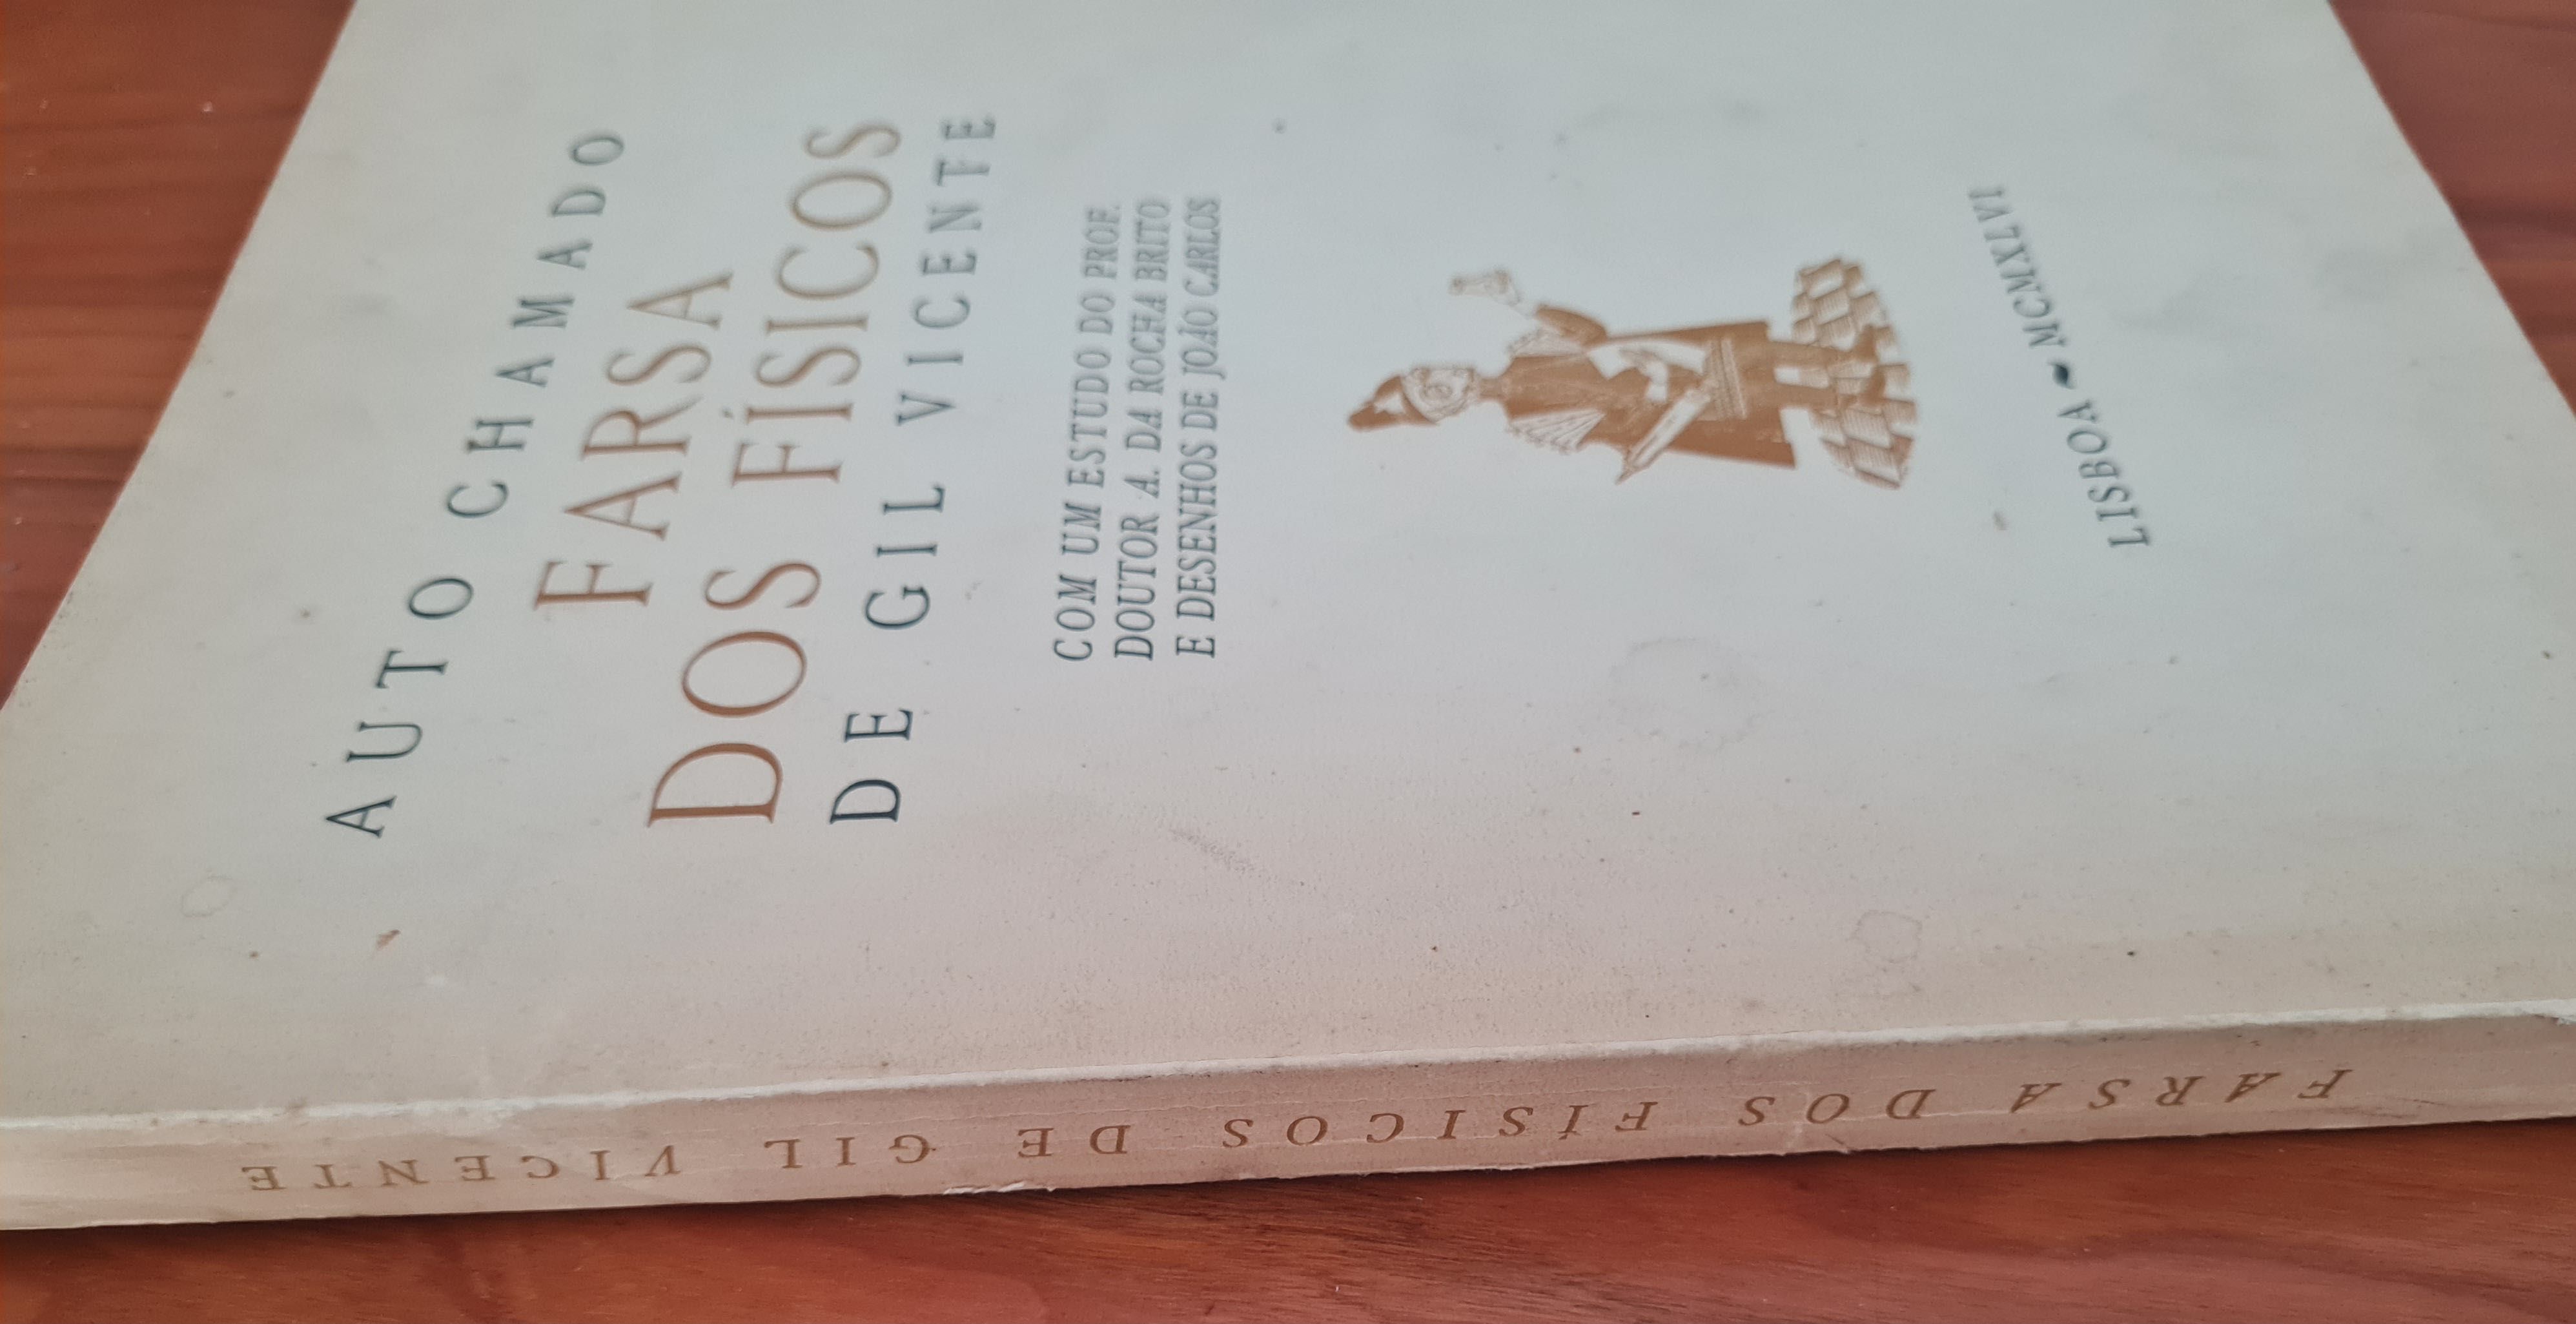 AUTO CHAMADO
FARSA
DOS FÍSICOS
DE GIL VICENTE
COM UM ESTUDO DO PROF.
DOUTOR A. DA ROCHA BRITO
E DESENHOS DE JOÃO CARLOS
LISBOA ~ MCMXLVI
FARSA DOS FÍSICOS DE GIL VICENTE